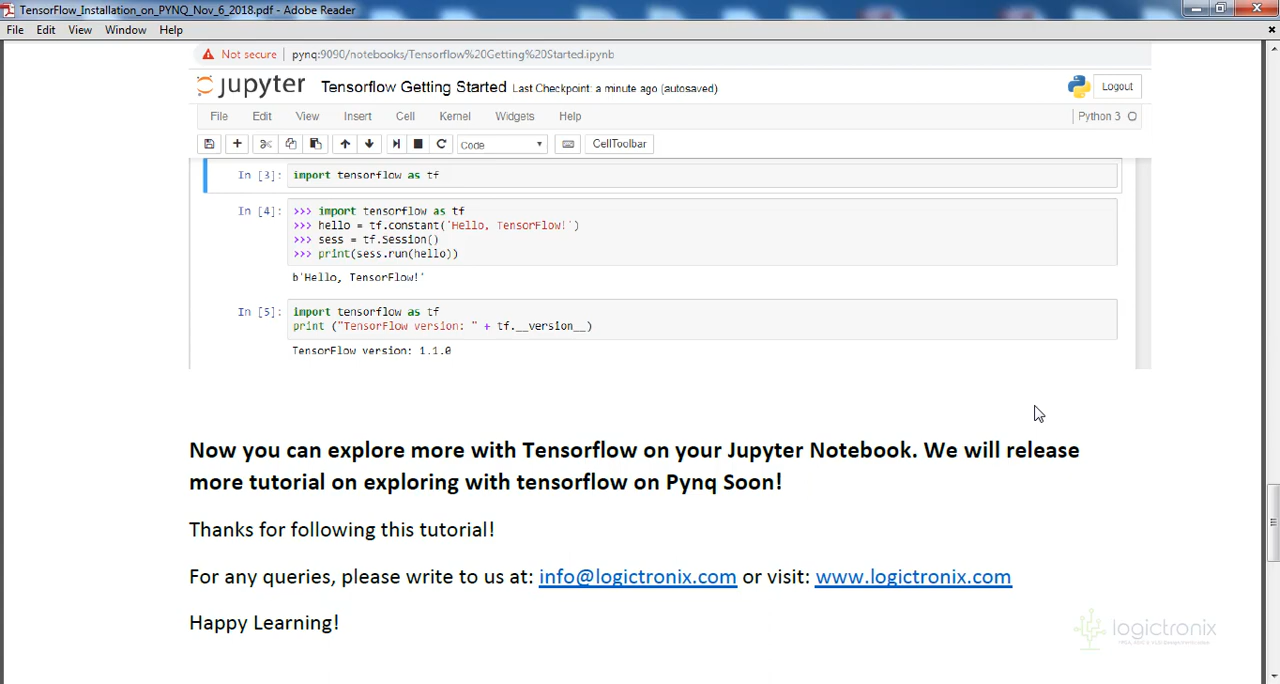 TensorFlow_Installation_on_PYNQ_Nov_6_2018.pdf - Adobe Reader
File Edit View Window Help
Not secure | pynq:9090/notebooks/Tensorflow%20Getting%20Started.ipynb
jupyter Tensorflow Getting Started Last Checkpoint: a minute ago (autosaved) Logout
File Edit View Insert Cell Kernel Widgets Help Python 3
Code CellToolbar
In [3]: import tensorflow as tf
In [4]: >>> import tensorflow as tf
>>> hello = tf.constant('Hello, TensorFlow!')
>>> sess = tf.Session()
>>> print(sess.run(hello))
b'Hello, TensorFlow!'
In [5]: import tensorflow as tf
print ("TensorFlow version: " + tf.__version__)
TensorFlow version: 1.1.0
Now you can explore more with Tensorflow on your Jupyter Notebook. We will release
more tutorial on exploring with tensorflow on Pynq Soon!
Thanks for following this tutorial!
For any queries, please write to us at: info@logictronix.com or visit: www.logictronix.com
Happy Learning!
logictronix